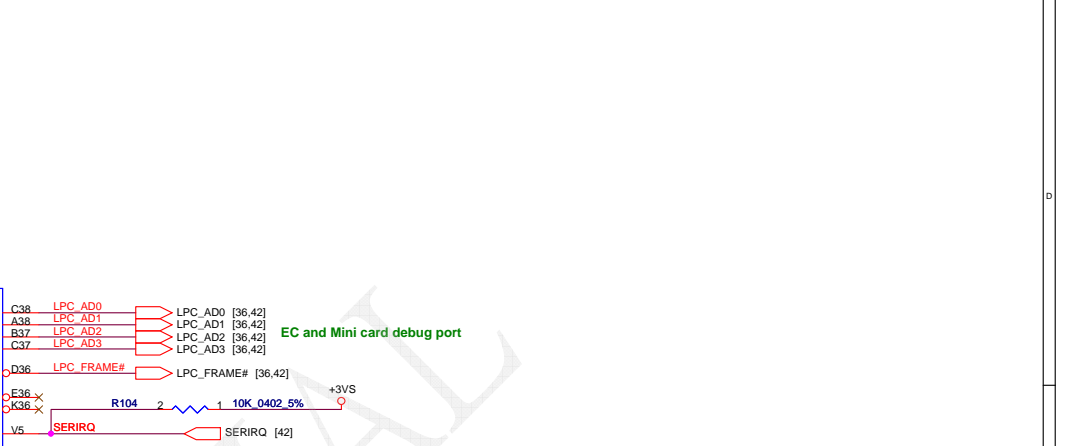 D
C38 LPC_AD0 LPC_AD0 [36,42]
A38 LPC_AD1 LPC_AD1 [36,42]
B37 LPC_AD2 LPC_AD2 [36,42]
C37 LPC_AD3 LPC_AD3 [36,42]
EC and Mini card debug port
D36 LPC_FRAME# LPC_FRAME# [36,42]
+3VS
E36
K36
R104 2 1 10K_0402_5%
V5 SERIRQ SERIRQ [42]
AL